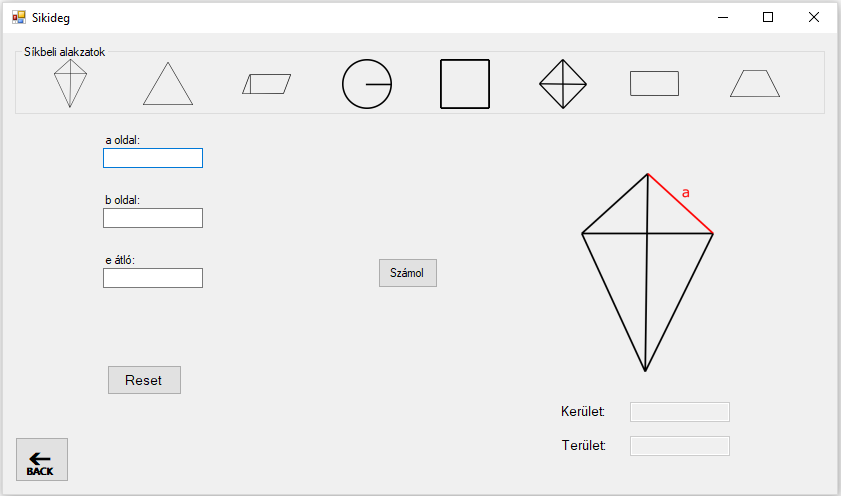 Sikideg
Síkbeli alakzatok
a oldal:
b oldal:
e átló:
a
Számol
Reset
Kerület:
Terület:
BACK